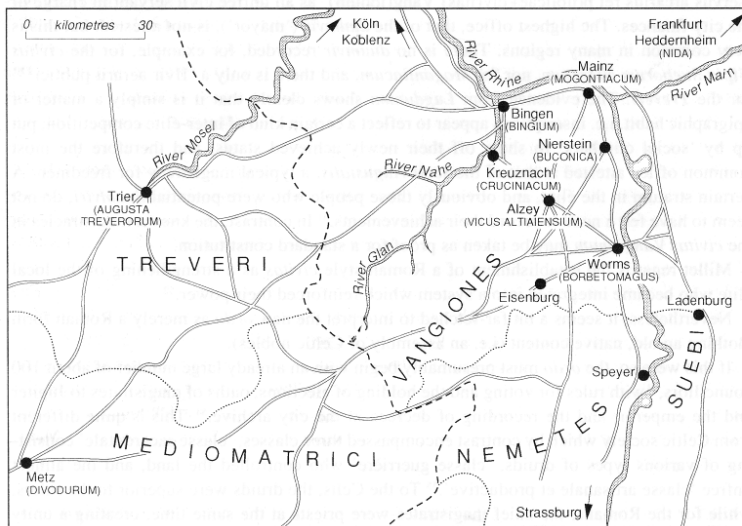 0 kilometres 30
Köln
Koblenz
Frankfurt
Heddernheim
(NIDA)
River Rhine
Mainz
(MOGONTIACUM)
River Main
Bingen
(BINGIUM)
River Mosel
Nierstein
(BUCONICA)
River Nahe
Kreuznach
(CRUCINIACUM)
Trier
(AUGUSTA
TREVERORUM)
Alzey
(VICUS ALTIAIENSIUM)
River Glan
TREVERI
VANGIONES
Worms
(BORBETOMAGUS)
Eisenburg
Ladenburg
SUEBI
Speyer
MEDIOMATRICI
NEMETES
Metz
(DIVODURUM)
Strassburg